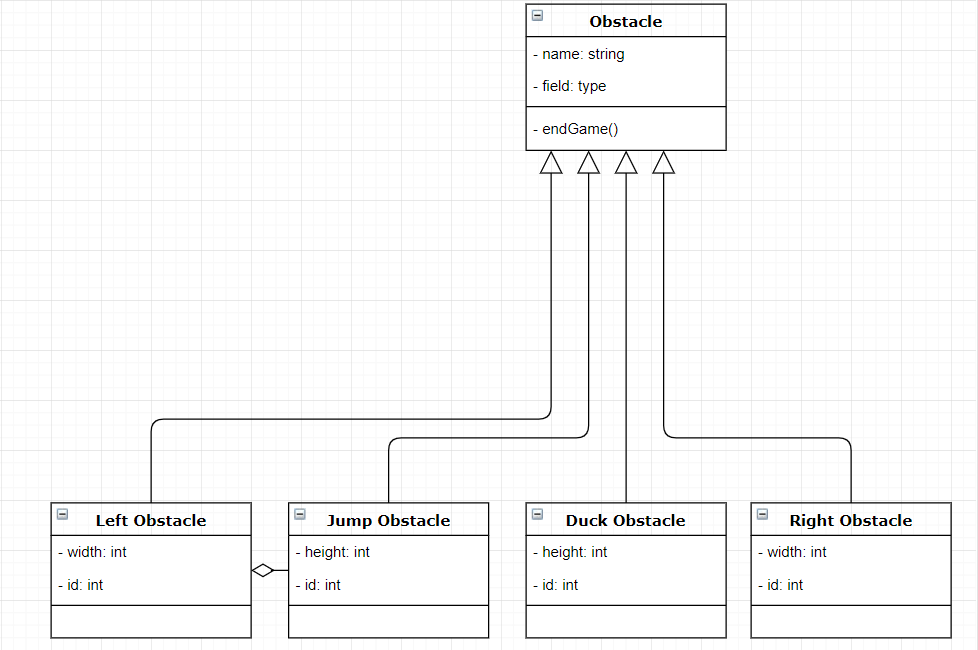 Obstacle
- name: string
- field: type
- endGame()
Left Obstacle
- width: int
- id: int
Jump Obstacle
- height: int
- id: int
Duck Obstacle
- height: int
- id: int
Right Obstacle
- width: int
- id: int